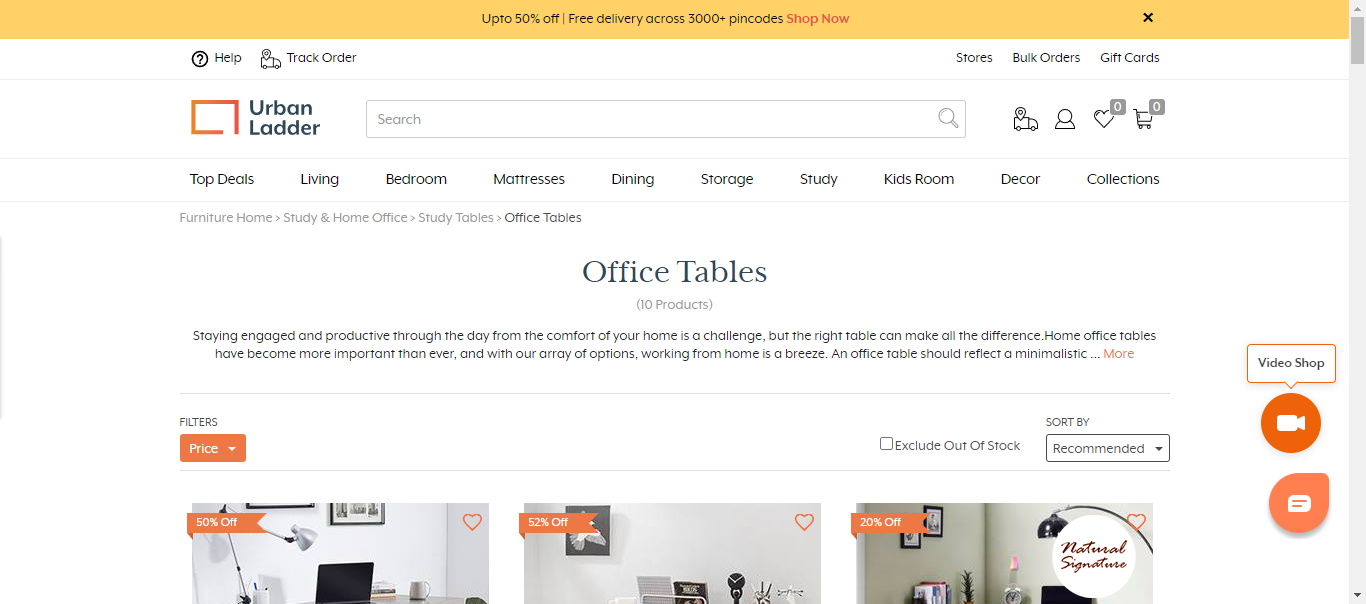 Upto 50% off | Free delivery across 3000+ pincodes Shop Now
Help
Track Order
Stores
Bulk Orders
Gift Cards
Urban
Ladder
Search
0
0
Top Deals
Living
Bedroom
Mattresses
Dining
Storage
Study
Kids Room
Decor
Collections
Furniture Home > Study & Home Office > Study Tables > Office Tables
Office Tables
(10 Products)
Staying engaged and productive through the day from the comfort of your home is a challenge, but the right table can make all the difference.Home office tables
have become more important than ever, and with our array of options, working from home is a breeze. An office table should reflect a minimalistic ... More
Video Shop
FILTERS
Price
Exclude Out Of Stock
SORT BY
Recommended
50% Off
52% Off
20% Off
Natural
Signature